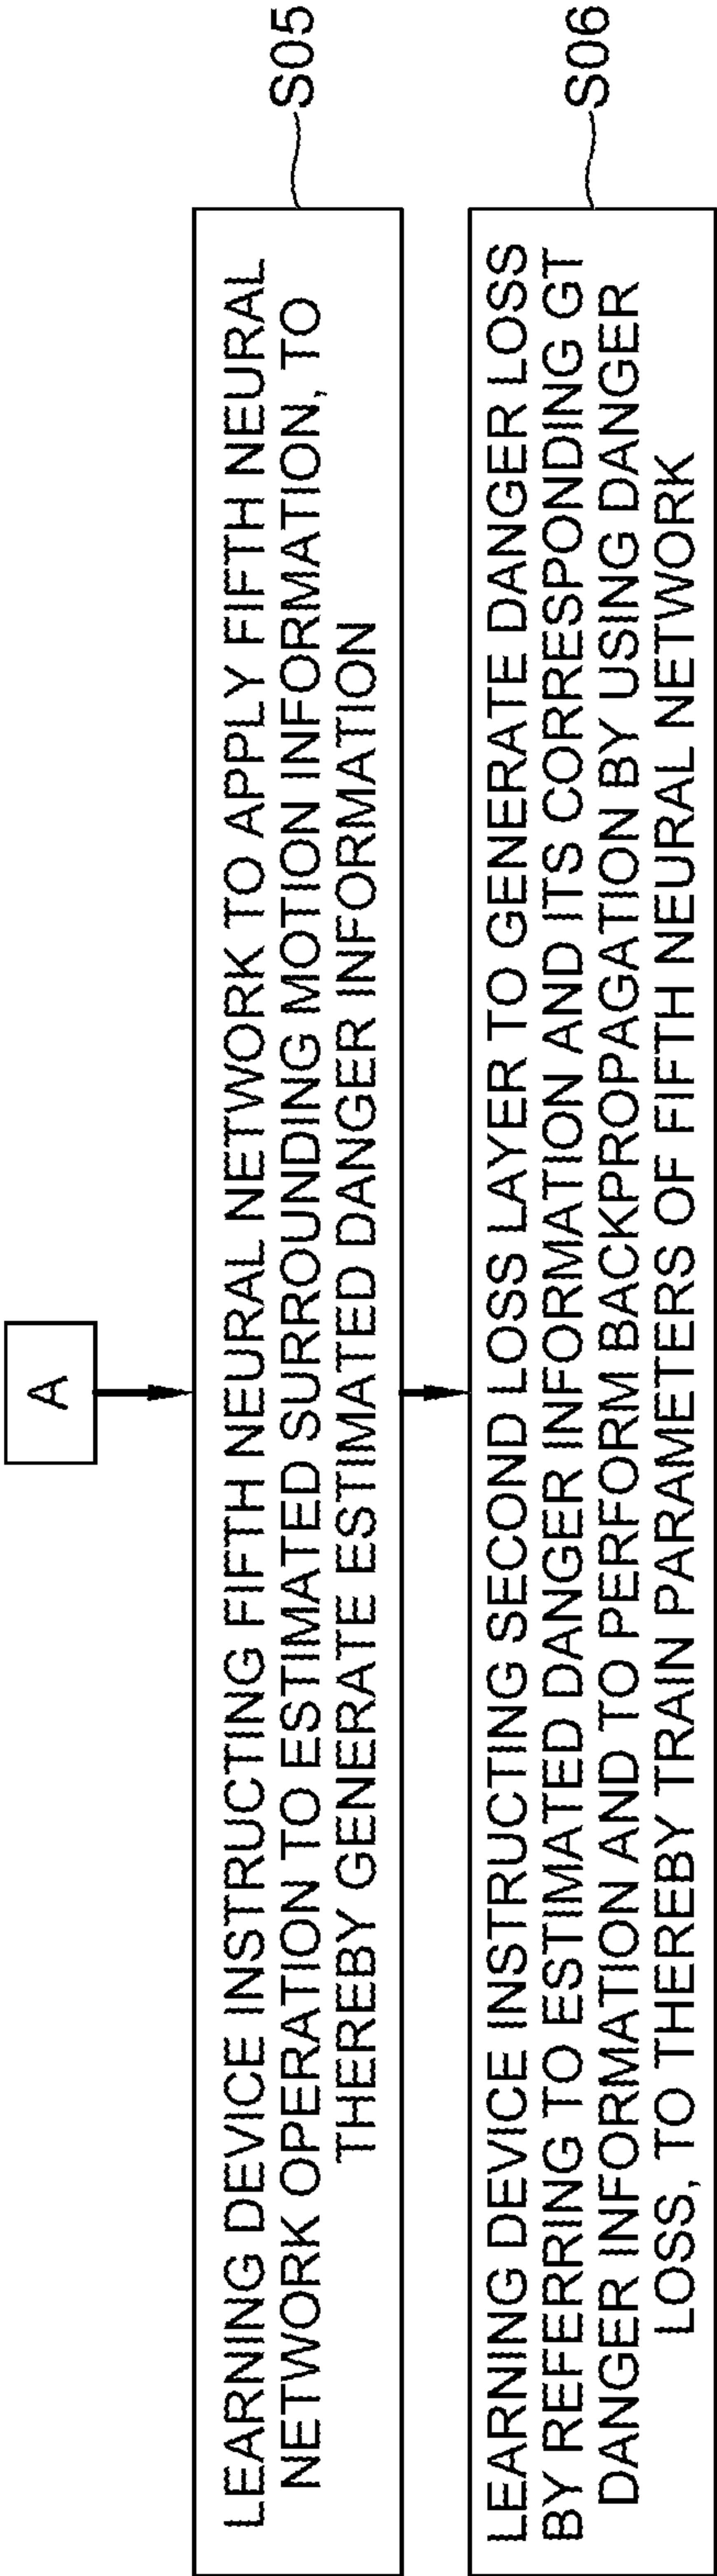 A
LEARNING DEVICE INSTRUCTING FIFTH NEURAL NETWORK TO APPLY FIFTH NEURAL
NETWORK OPERATION TO ESTIMATED SURROUNDING MOTION INFORMATION, TO
THEREBY GENERATE ESTIMATED DANGER INFORMATION
S05
LEARNING DEVICE INSTRUCTING SECOND LOSS LAYER TO GENERATE DANGER LOSS
BY REFERRING TO ESTIMATED DANGER INFORMATION AND ITS CORRESPONDING GT
DANGER INFORMATION AND TO PERFORM BACKPROPAGATION BY USING DANGER
LOSS, TO THEREBY TRAIN PARAMETERS OF FIFTH NEURAL NETWORK
S06